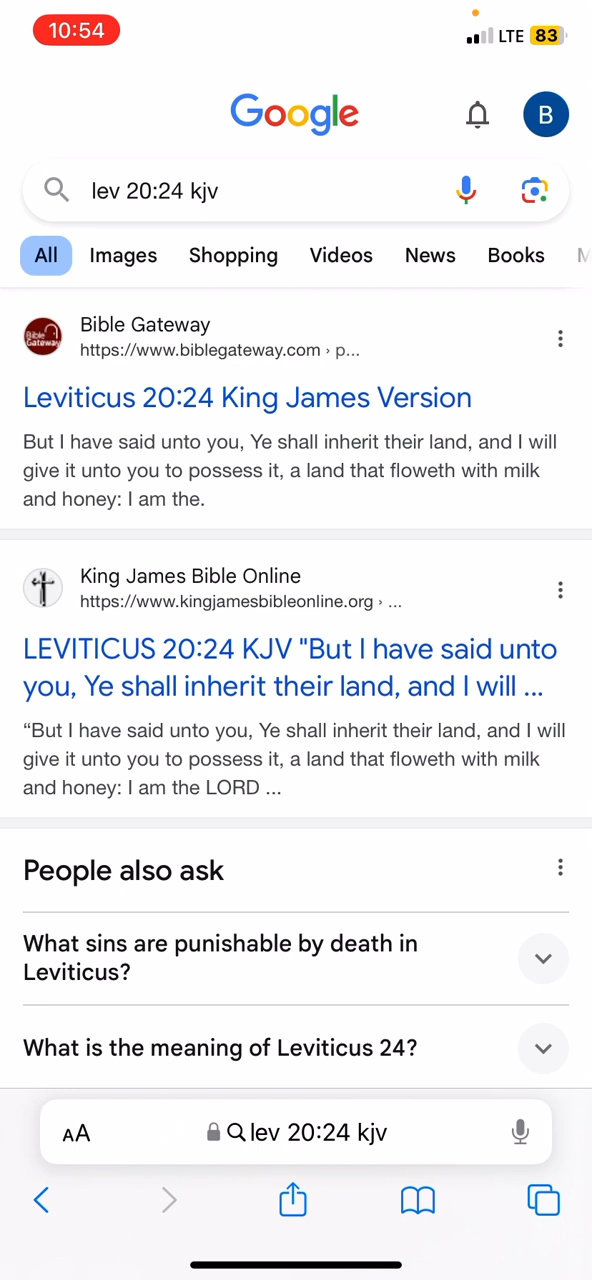 10:54
LTE 83
Google
B
lev 20:24 kjv
All Images Shopping Videos News Books M
Bible Gateway
Bible Gateway
https://www.biblegateway.com › p...
Leviticus 20:24 King James Version
But I have said unto you, Ye shall inherit their land, and I will
give it unto you to possess it, a land that floweth with milk
and honey: I am the.
King James Bible Online
https://www.kingjamesbibleonline.org › ...
LEVITICUS 20:24 KJV "But I have said unto
you, Ye shall inherit their land, and I will ...
“But I have said unto you, Ye shall inherit their land, and I will
give it unto you to possess it, a land that floweth with milk
and honey: I am the LORD ...
People also ask
What sins are punishable by death in
Leviticus?
What is the meaning of Leviticus 24?
AA lev 20:24 kjv